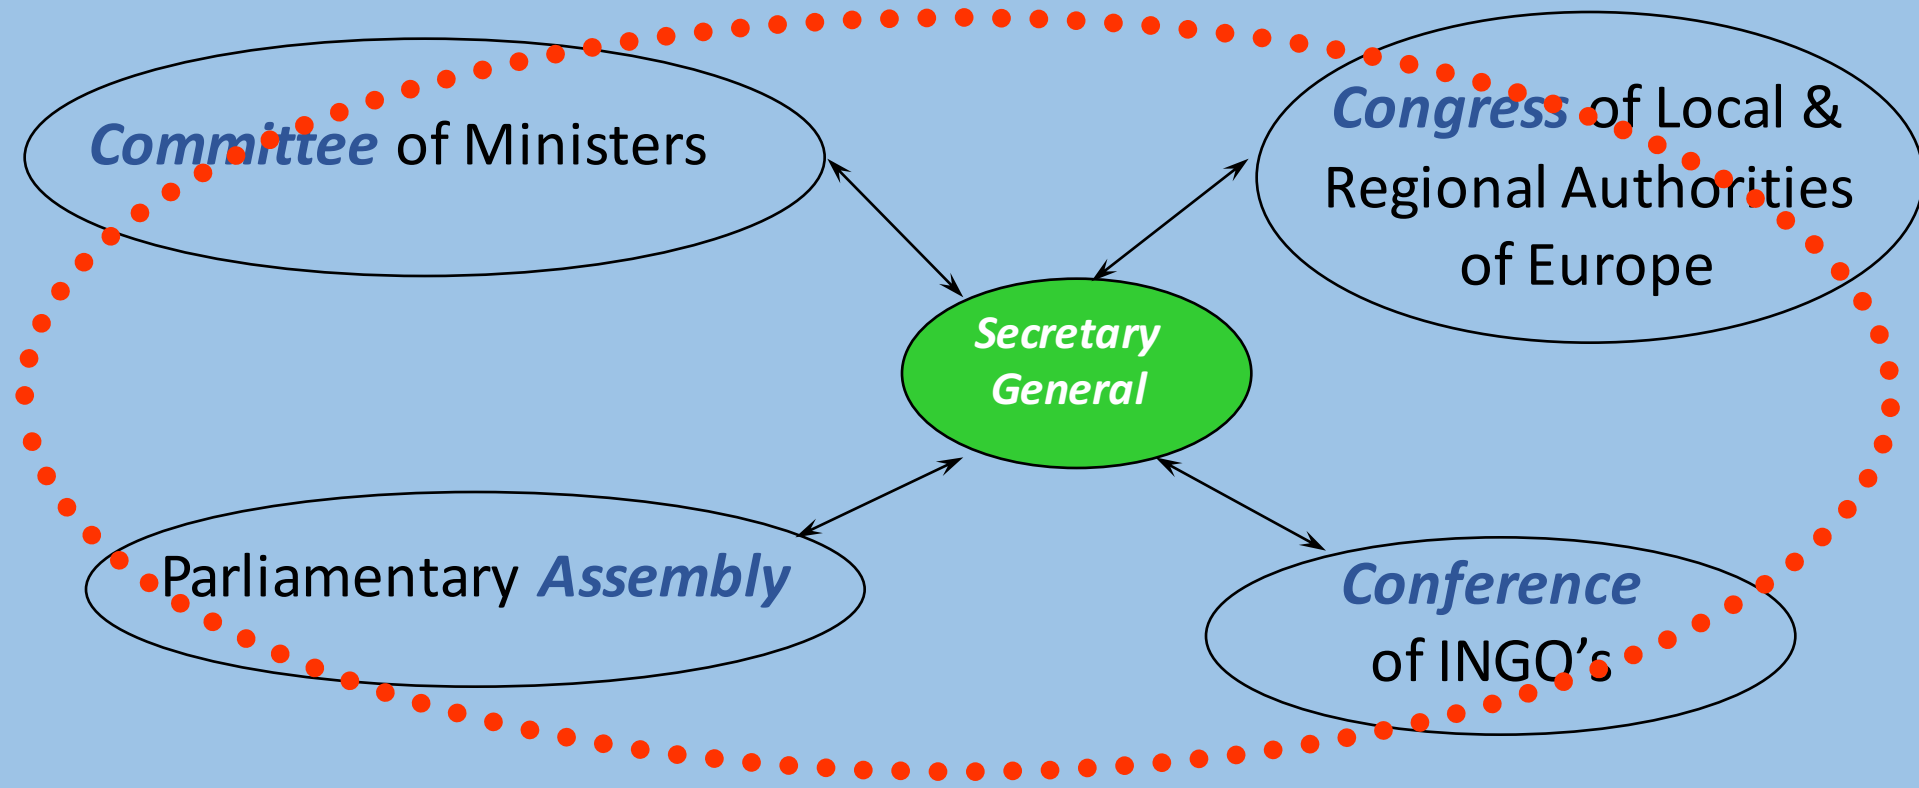 Committee of Ministers
Congress of Local &
Regional Authorities
of Europe
Secretary
General
Parliamentary Assembly
Conference
of INGO’s